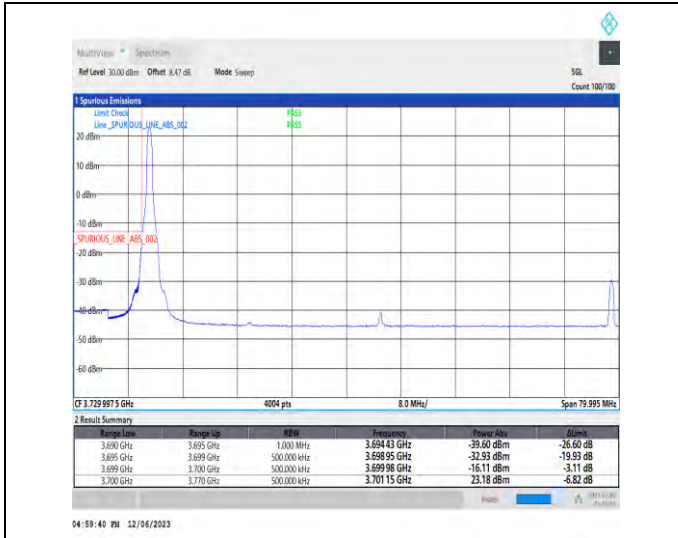 MultiView Spectrum
Ref Level 30.00 dBm Offset 8.47 dB Mode Sweep SGL
Count 100/100
1 Spurious Emissions
Limit Check PASS
Line _SPURIOUS_LINE_ABS_002 PASS
20 dBm
10 dBm
0 dBm
-10 dBm
_SPURIOUS_LINE_ABS_002
-20 dBm
-30 dBm
-40 dBm
-50 dBm
-60 dBm
CF 3.729 997 5 GHz 4004 pts 8.0 MHz/ Span 79.995 MHz
2 Result Summary
Range Low Range Up RBW Frequency Power Abs ΔLimit
3.690 GHz 3.695 GHz 1.000 MHz 3.694 43 GHz -39.60 dBm -26.60 dB
3.695 GHz 3.699 GHz 500.000 kHz 3.698 95 GHz -32.93 dBm -19.93 dB
3.699 GHz 3.700 GHz 500.000 kHz 3.699 98 GHz -16.11 dBm -3.11 dB
3.700 GHz 3.770 GHz 500.000 kHz 3.701 15 GHz 23.18 dBm -6.82 dB
04:59:40 PM 12/06/2023